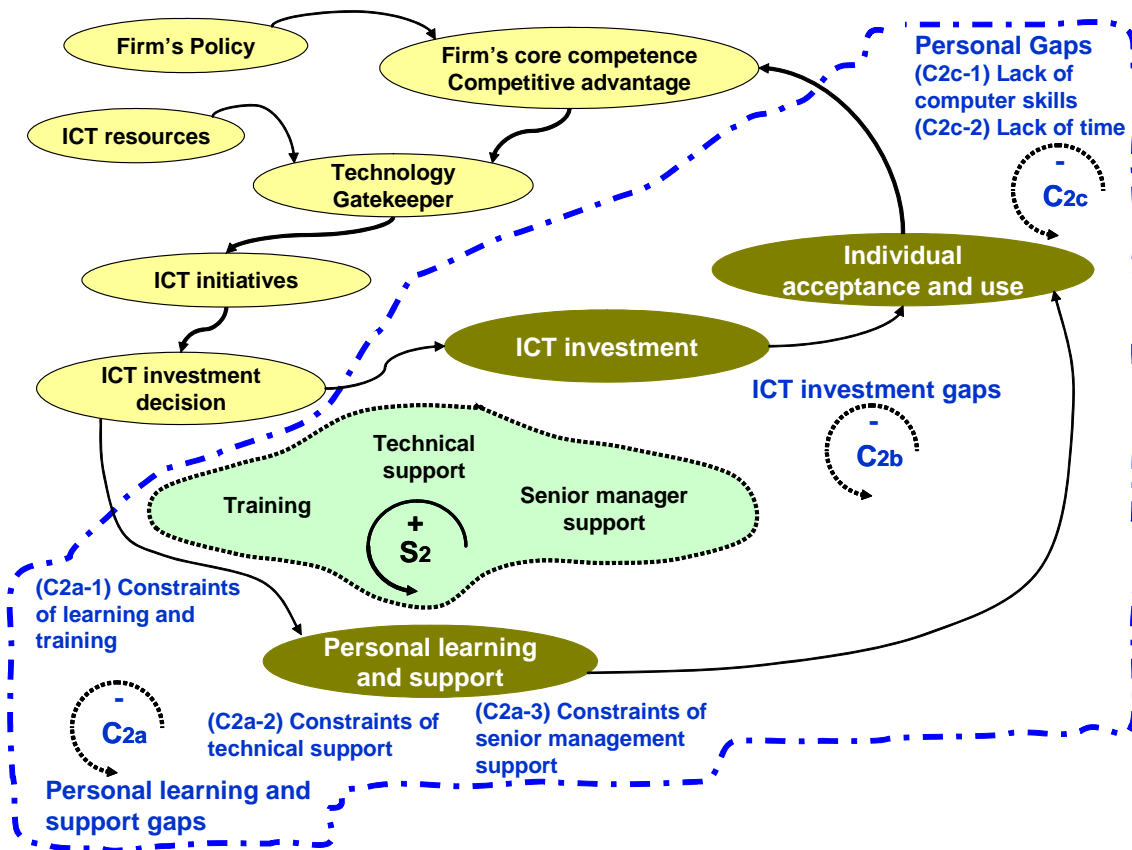 Firm's Policy
Firm's core competence
Competitive advantage
Personal Gaps
(C2c-1) Lack of
computer skills
(C2c-2) Lack of time
-
C2c
ICT resources
Technology
Gatekeeper
Individual
acceptance and use
ICT initiatives
ICT investment
ICT investment
decision
ICT investment gaps
-
C2b
Technical
support
Training
Senior manager
support
+
S2
(C2a-1) Constraints
of learning and
training
Personal learning
and support
-
C2a
(C2a-2) Constraints of
technical support
(C2a-3) Constraints of
senior management
support
Personal learning and
support gaps